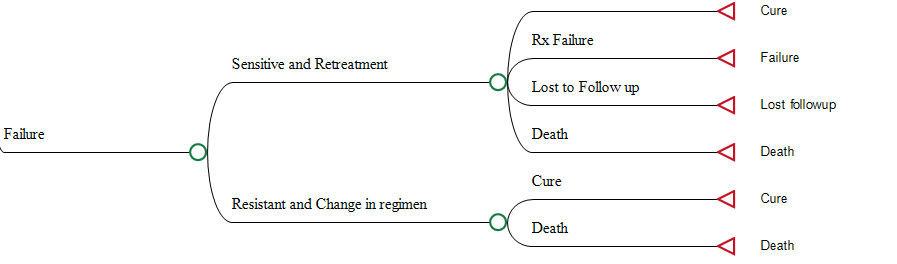 Cure
Rx Failure
Failure
Sensitive and Retreatment
Lost to Follow up
Lost followup
Failure
Death
Death
Cure
Cure
Resistant and Change in regimen
Death
Death